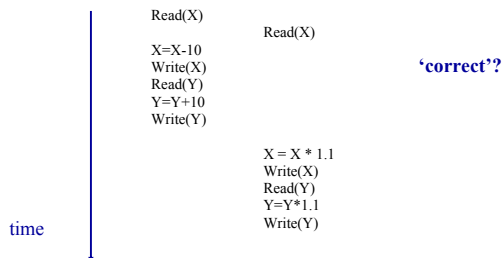 Read(X)
Read(X)
X=X-10
Write(X)
‘correct’?
Read(Y)
Y=Y+10
Write(Y)
X = X * 1.1
Write(X)
Read(Y)
Y=Y*1.1
time
Write(Y)